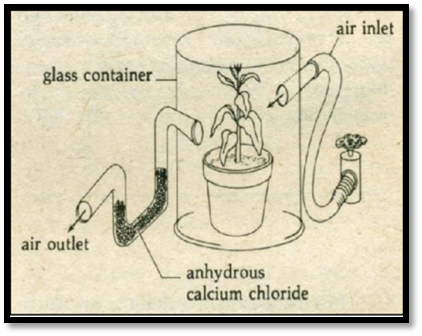 air inlet
glass container
air outlet
anhydrous
calcium chloride